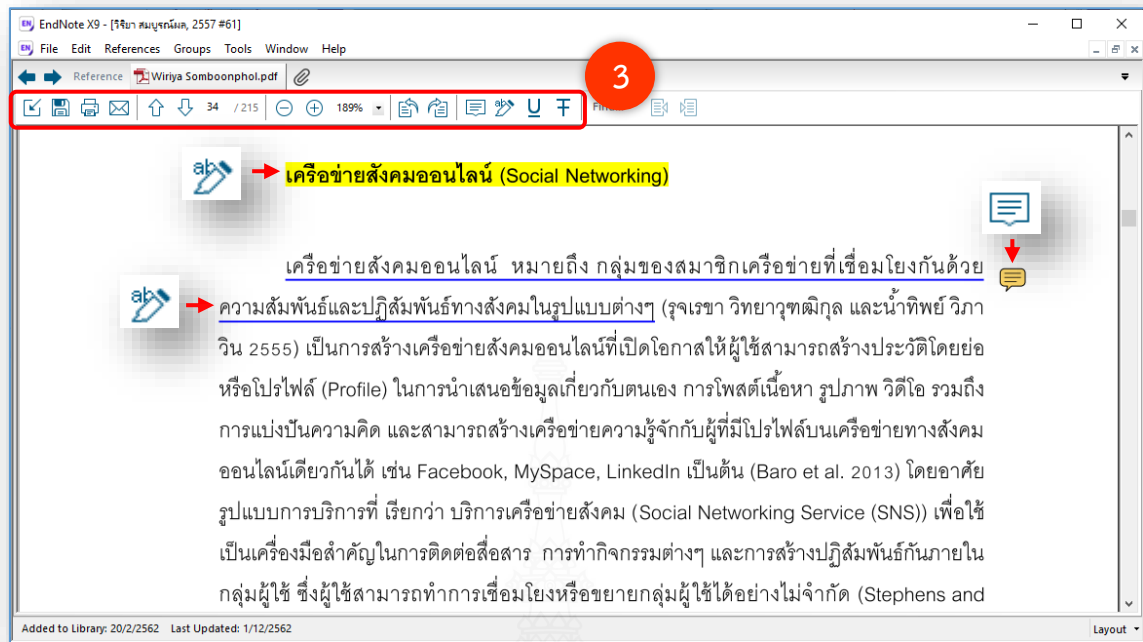 EndNote X9 - [วิริยา สมบูรณ์ผล, 2557 #61]
File Edit References Groups Tools Window Help
Reference Wiriya Somboonphol.pdf
3
34 / 215 189%
เครือข่ายสังคมออนไลน์ (Social Networking)
เครือข่ายสังคมออนไลน์ หมายถึง กลุ่มของสมาชิกเครือข่ายที่เชื่อมโยงกันด้วย
ความสัมพันธ์และปฏิสัมพันธ์ทางสังคมในรูปแบบต่างๆ (รุจเรขา วิทยาวุฑฒิกุล และน้ำทิพย์ วิภา
วิน 2555) เป็นการสร้างเครือข่ายสังคมออนไลน์ที่เปิดโอกาสให้ผู้ใช้สามารถสร้างประวัติโดยย่อ
หรือโปรไฟล์ (Profile) ในการนำเสนอข้อมูลเกี่ยวกับตนเอง การโพสต์เนื้อหา รูปภาพ วิดีโอ รวมถึง
การแบ่งปันความคิด และสามารถสร้างเครือข่ายความรู้จักกับผู้ที่มีโปรไฟล์บนเครือข่ายทางสังคม
ออนไลน์เดียวกันได้ เช่น Facebook, MySpace, LinkedIn เป็นต้น (Baro et al. 2013) โดยอาศัย
รูปแบบการบริการที่ เรียกว่า บริการเครือข่ายสังคม (Social Networking Service (SNS)) เพื่อใช้
เป็นเครื่องมือสำคัญในการติดต่อสื่อสาร การทำกิจกรรมต่างๆ และการสร้างปฏิสัมพันธ์กันภายใน
กลุ่มผู้ใช้ ซึ่งผู้ใช้สามารถทำการเชื่อมโยงหรือขยายกลุ่มผู้ใช้ได้อย่างไม่จำกัด (Stephens and
Added to Library: 20/2/2562 Last Updated: 1/12/2562 Layout